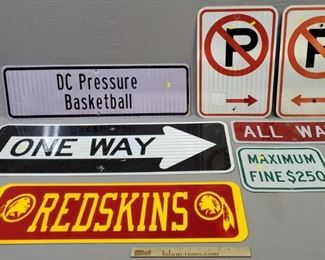 DC Pressure
Basketball
P
ONE WAY
ALL WA
MAXIMUM
FINE $250
REDSKINS